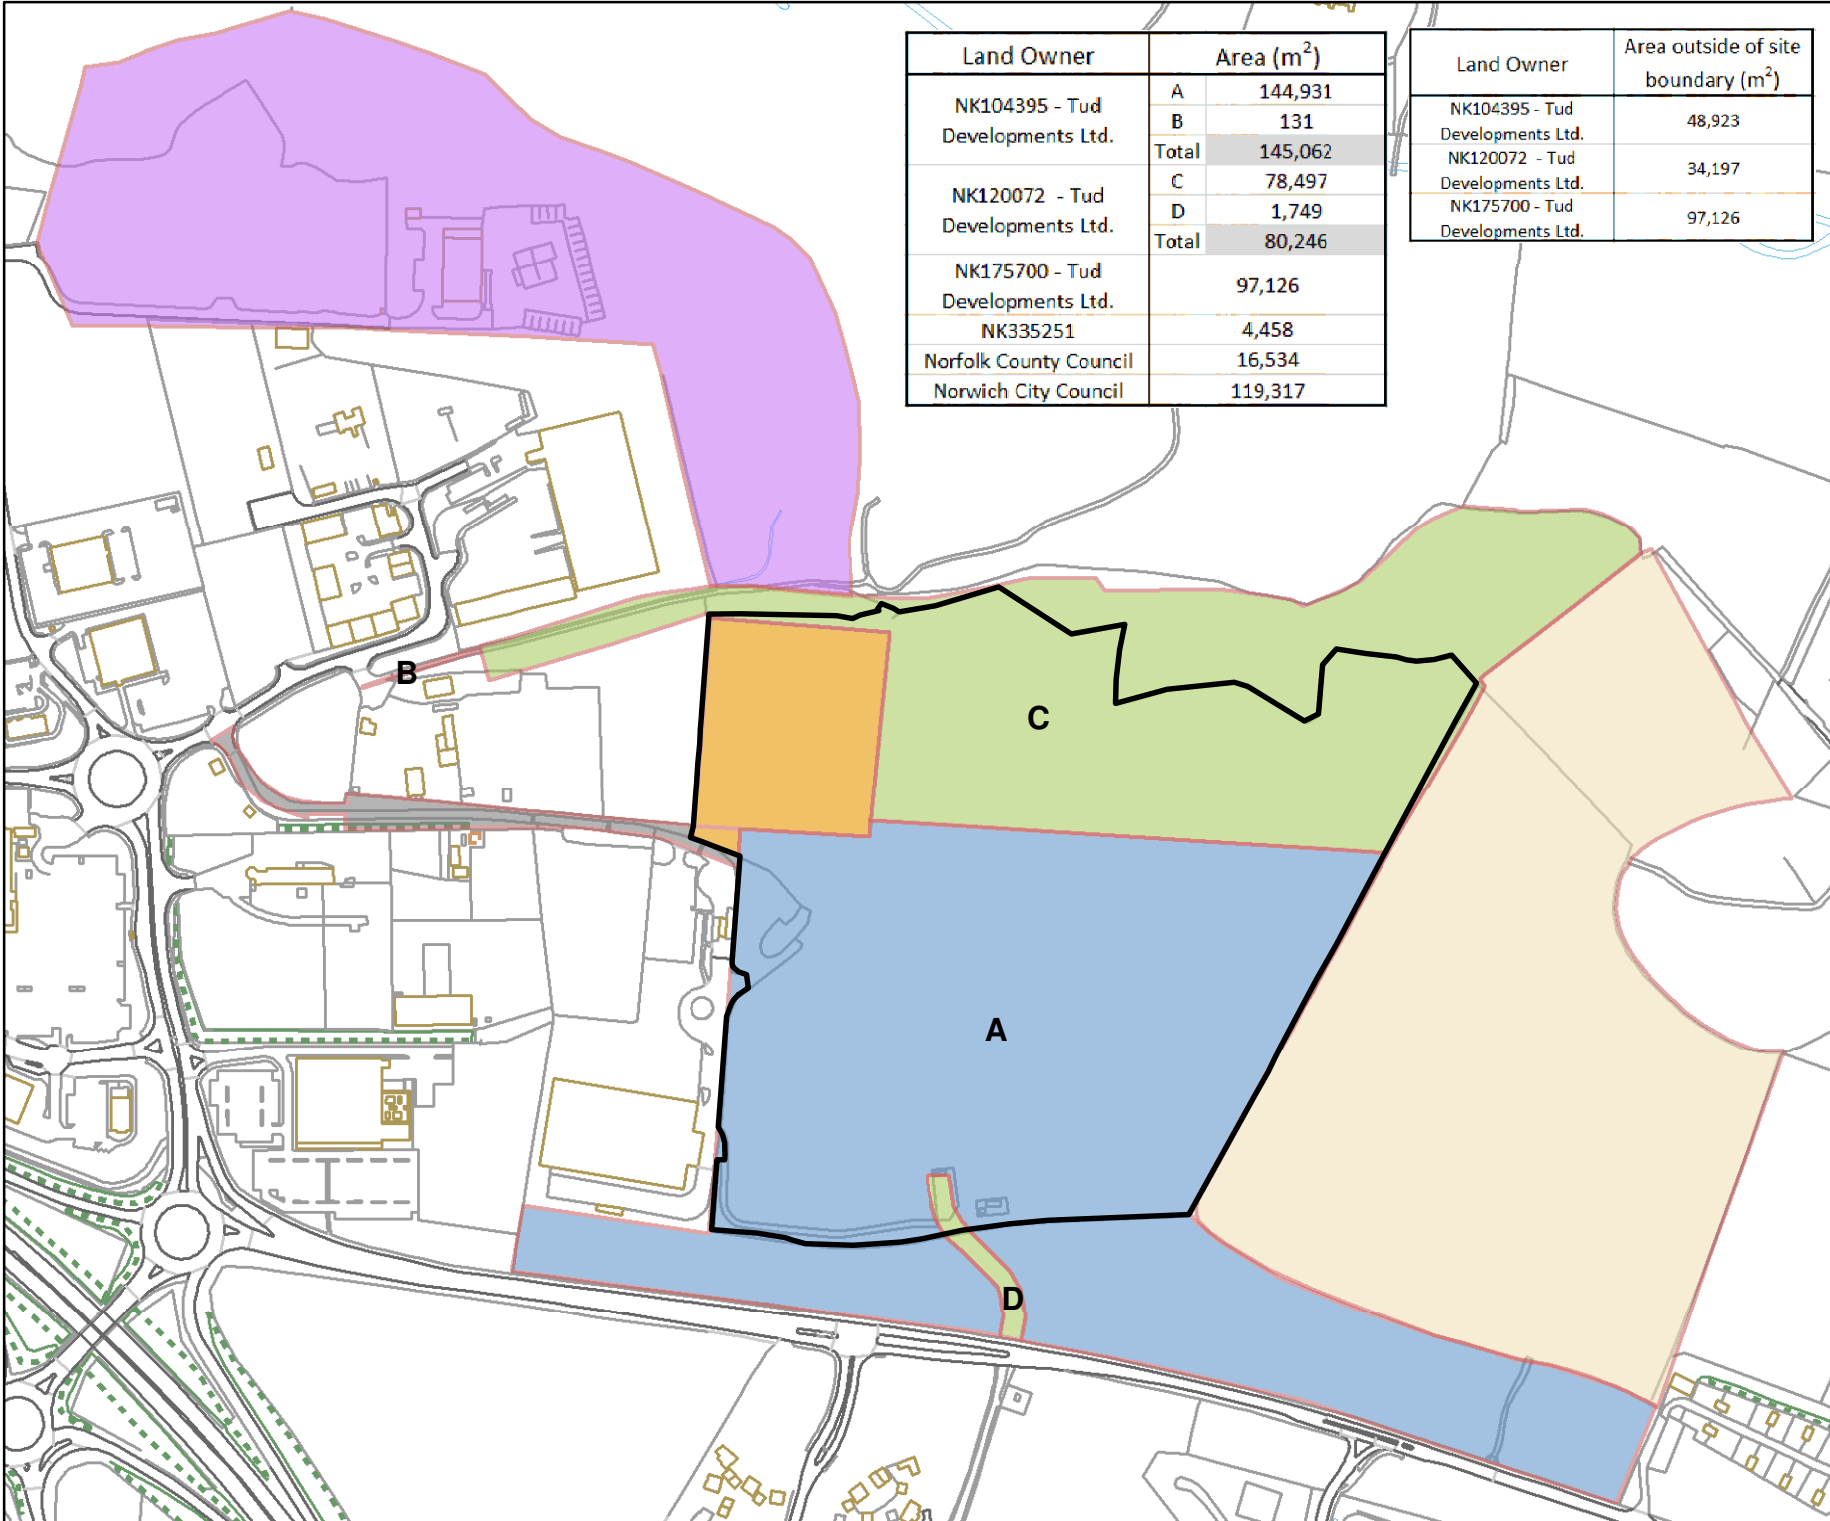 Land Owner Area (m²)
NK104395 - Tud
Developments Ltd.
A 144,931
B 131
Total 145,062
NK120072 - Tud
Developments Ltd.
C 78,497
D 1,749
Total 80,246
NK175700 - Tud
Developments Ltd.
97,126
NK335251 4,458
Norfolk County Council 16,534
Norwich City Council 119,317
Land Owner
Area outside of site
boundary (m²)
NK104395 - Tud
Developments Ltd.
48,923
NK120072 - Tud
Developments Ltd.
34,197
NK175700 - Tud
Developments Ltd.
97,126
B
C
A
D